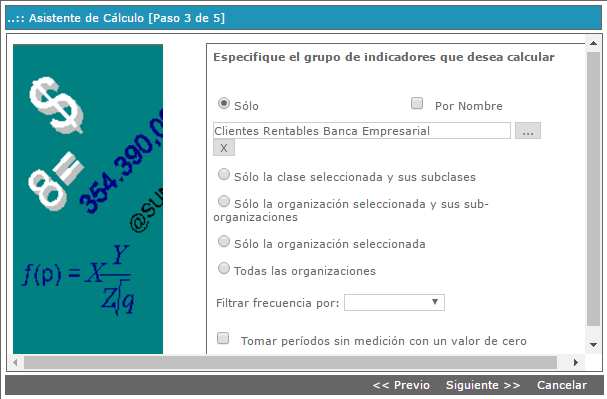 ..:: Asistente de Cálculo [Paso 3 de 5]
Especifique el grupo de indicadores que desea calcular
Sólo
Por Nombre
Clientes Rentables Banca Empresarial
...
X
Sólo la clase seleccionada y sus subclases
Sólo la organización seleccionada y sus sub-
organizaciones
Sólo la organización seleccionada
Todas las organizaciones
Filtrar frecuencia por:
Tomar períodos sin medición con un valor de cero
$
8=
354.390,0
@SU
f(p) = X Y
Z√q
<< Previo Siguiente >> Cancelar